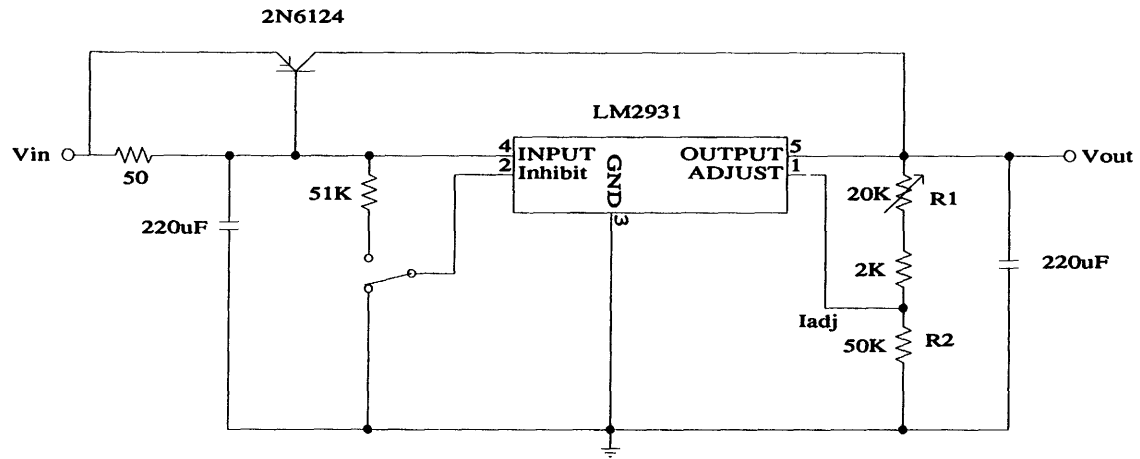 2N6124
LM2931
Vin
50
4 INPUT
2 Inhibit
GND
3
OUTPUT 5
ADJUST 1
Vout
51K
220uF
20K
R1
2K
220uF
Iadj
50K
R2